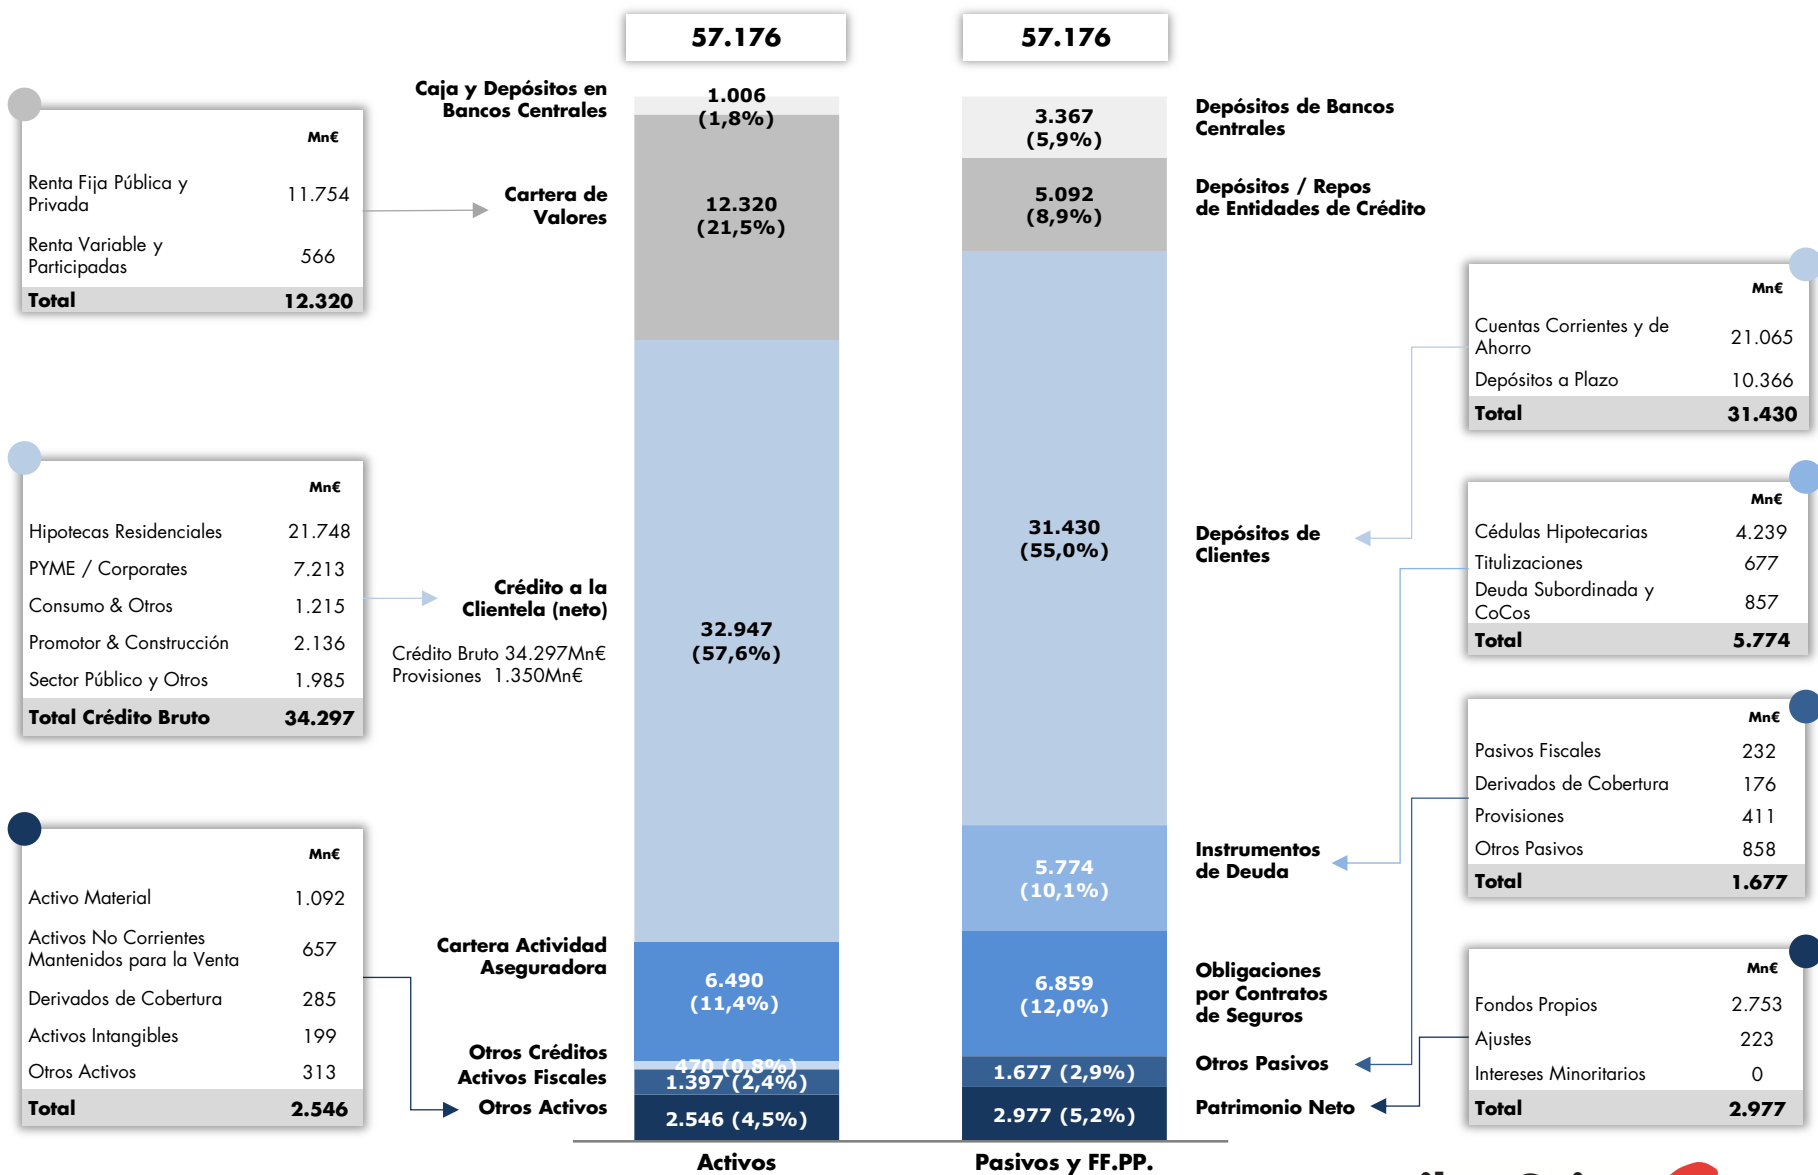 57.176
57.176
Caja y Depósitos en
Bancos Centrales
1.006
(1,8%)
3.367
(5,9%)
Depósitos de Bancos
Centrales
Mn€
Renta Fija Pública y
Privada
11.754
Renta Variable y
Participadas
566
Total 12.320
Cartera de
Valores
12.320
(21,5%)
5.092
(8,9%)
Depósitos / Repos
de Entidades de Crédito
Mn€
Cuentas Corrientes y de
Ahorro
21.065
Depósitos a Plazo 10.366
Total 31.430
Mn€
Hipotecas Residenciales 21.748
PYME / Corporates 7.213
Consumo & Otros 1.215
Promotor & Construcción 2.136
Sector Público y Otros 1.985
Total Crédito Bruto 34.297
Crédito a la
Clientela (neto)
Crédito Bruto 34.297Mn€
Provisiones 1.350Mn€
32.947
(57,6%)
31.430
(55,0%)
Depósitos de
Clientes
Mn€
Cédulas Hipotecarias 4.239
Titulizaciones 677
Deuda Subordinada y
CoCos
857
Total 5.774
Mn€
Pasivos Fiscales 232
Derivados de Cobertura 176
Provisiones 411
Otros Pasivos 858
Total 1.677
5.774
(10,1%)
Instrumentos
de Deuda
Mn€
Activo Material 1.092
Activos No Corrientes
Mantenidos para la Venta
657
Derivados de Cobertura 285
Activos Intangibles 199
Otros Activos 313
Total 2.546
Cartera Actividad
Aseguradora
6.490
(11,4%)
6.859
(12,0%)
Obligaciones
por Contratos
de Seguros
Mn€
Fondos Propios 2.753
Ajustes 223
Intereses Minoritarios 0
Total 2.977
Otros Créditos
470 (0,8%)
Activos Fiscales
1.397 (2,4%)
1.677 (2,9%)
Otros Pasivos
Otros Activos
2.546 (4,5%)
2.977 (5,2%)
Patrimonio Neto
Activos
Pasivos y FF.PP.